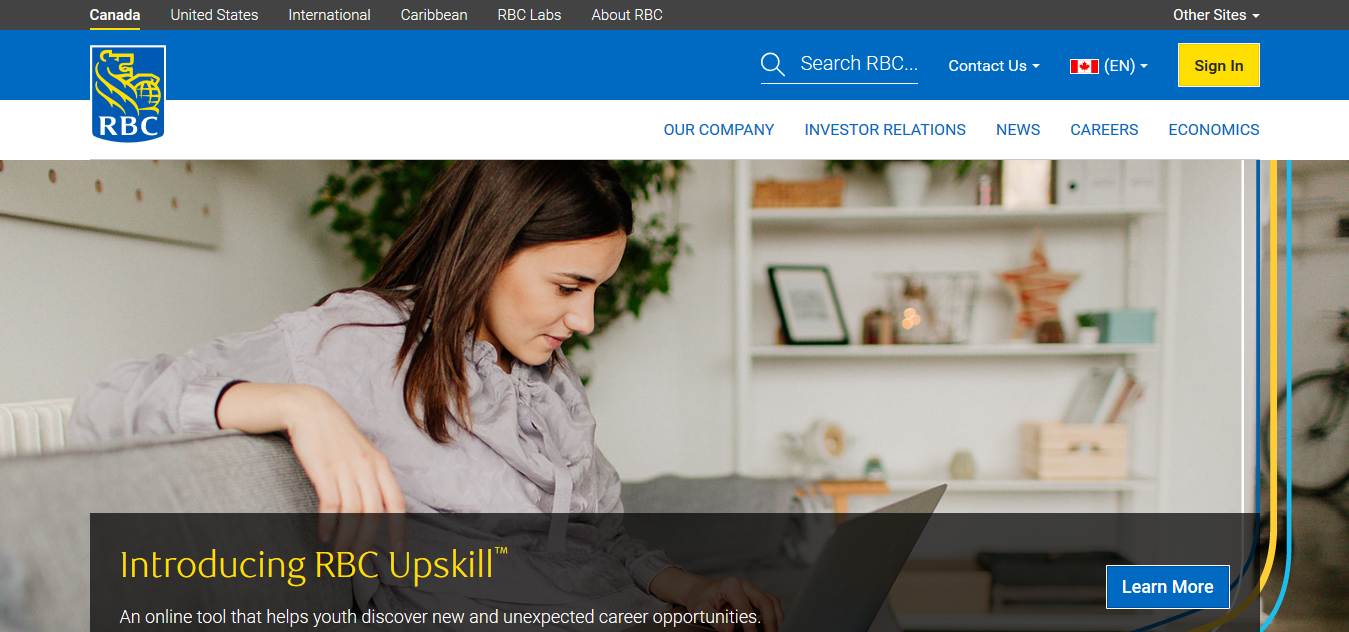 Canada United States International Caribbean RBC Labs About RBC Other Sites
Search RBC... Contact Us (EN) Sign In
RBC
OUR COMPANY INVESTOR RELATIONS NEWS CAREERS ECONOMICS
Introducing RBC Upskill™
An online tool that helps youth discover new and unexpected career opportunities.
Learn More